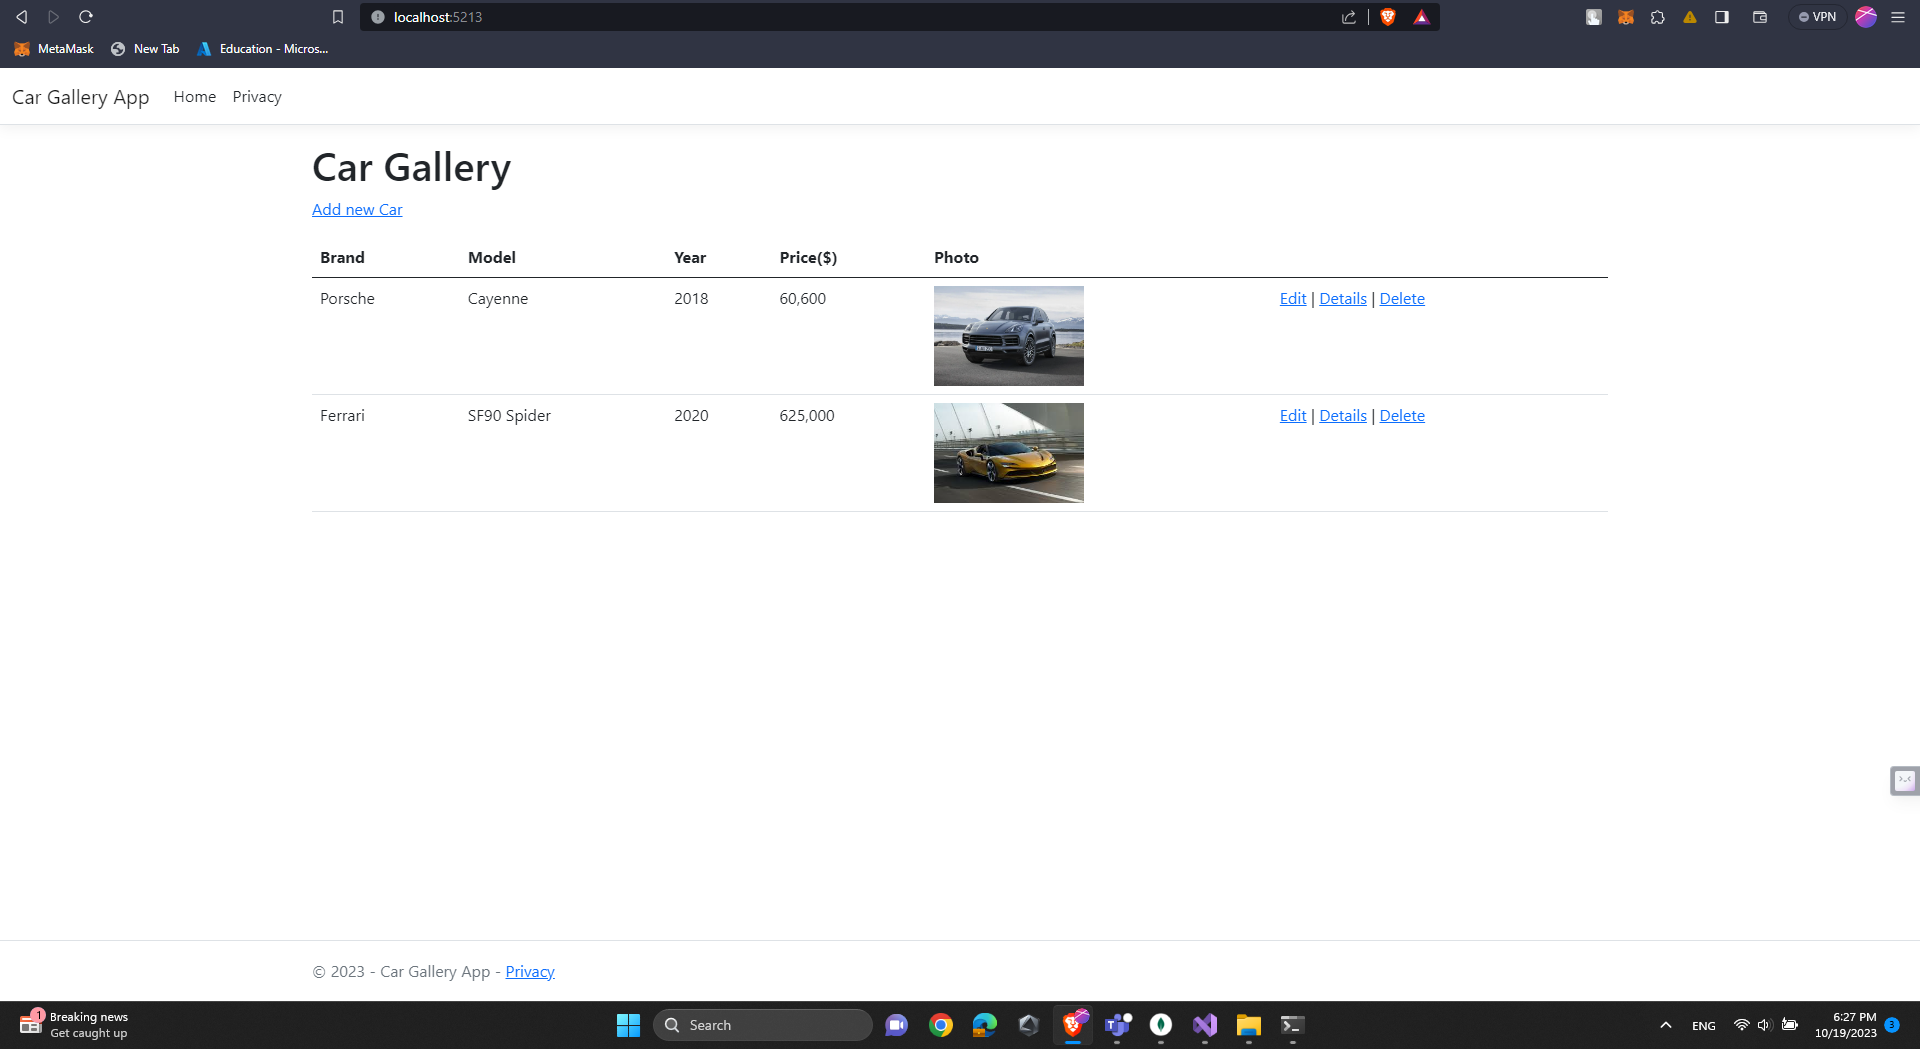 localhost:5213
VPN
MetaMask
New Tab
Education - Micros...
Car Gallery App
Home
Privacy
Car Gallery
Add new Car
Brand Model Year Price($) Photo
Porsche Cayenne 2018 60,600 Edit | Details | Delete
Ferrari SF90 Spider 2020 625,000 Edit | Details | Delete
© 2023 - Car Gallery App - Privacy
1
Breaking news
Get caught up
Search
ENG
6:27 PM
10/19/2023
3